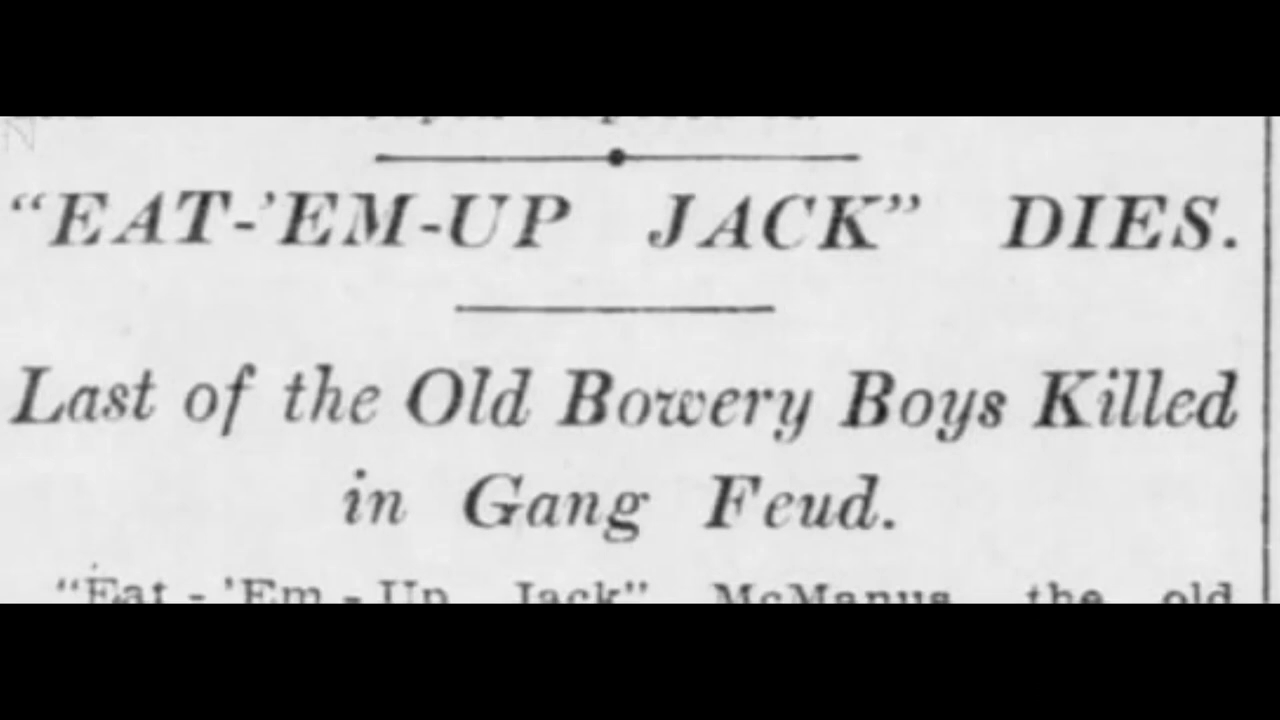 “EAT-’EM-UP JACK” DIES.
Last of the Old Bowery Boys Killed
in Gang Feud.
“Eat - ’Em - Up Jack” McManus, the old